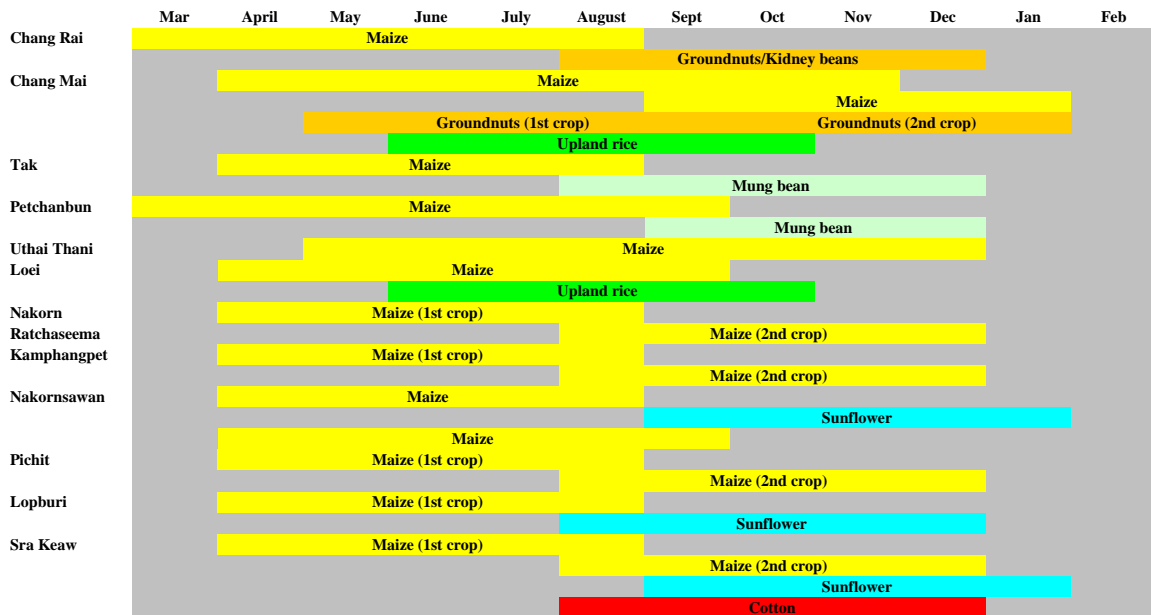 Mar April May June July August Sept Oct Nov Dec Jan Feb
Chang Rai Maize
Groundnuts/Kidney beans
Chang Mai Maize
Maize
Groundnuts (1st crop) Groundnuts (2nd crop)
Upland rice
Tak Maize
Mung bean
Petchanbun Maize
Mung bean
Uthai Thani Maize
Loei Maize
Upland rice
Nakorn Maize (1st crop)
Ratchaseema Maize (2nd crop)
Kamphangpet Maize (1st crop)
Maize (2nd crop)
Nakornsawan Maize
Sunflower
Maize
Pichit Maize (1st crop)
Maize (2nd crop)
Lopburi Maize (1st crop)
Sunflower
Sra Keaw Maize (1st crop)
Maize (2nd crop)
Sunflower
Cotton